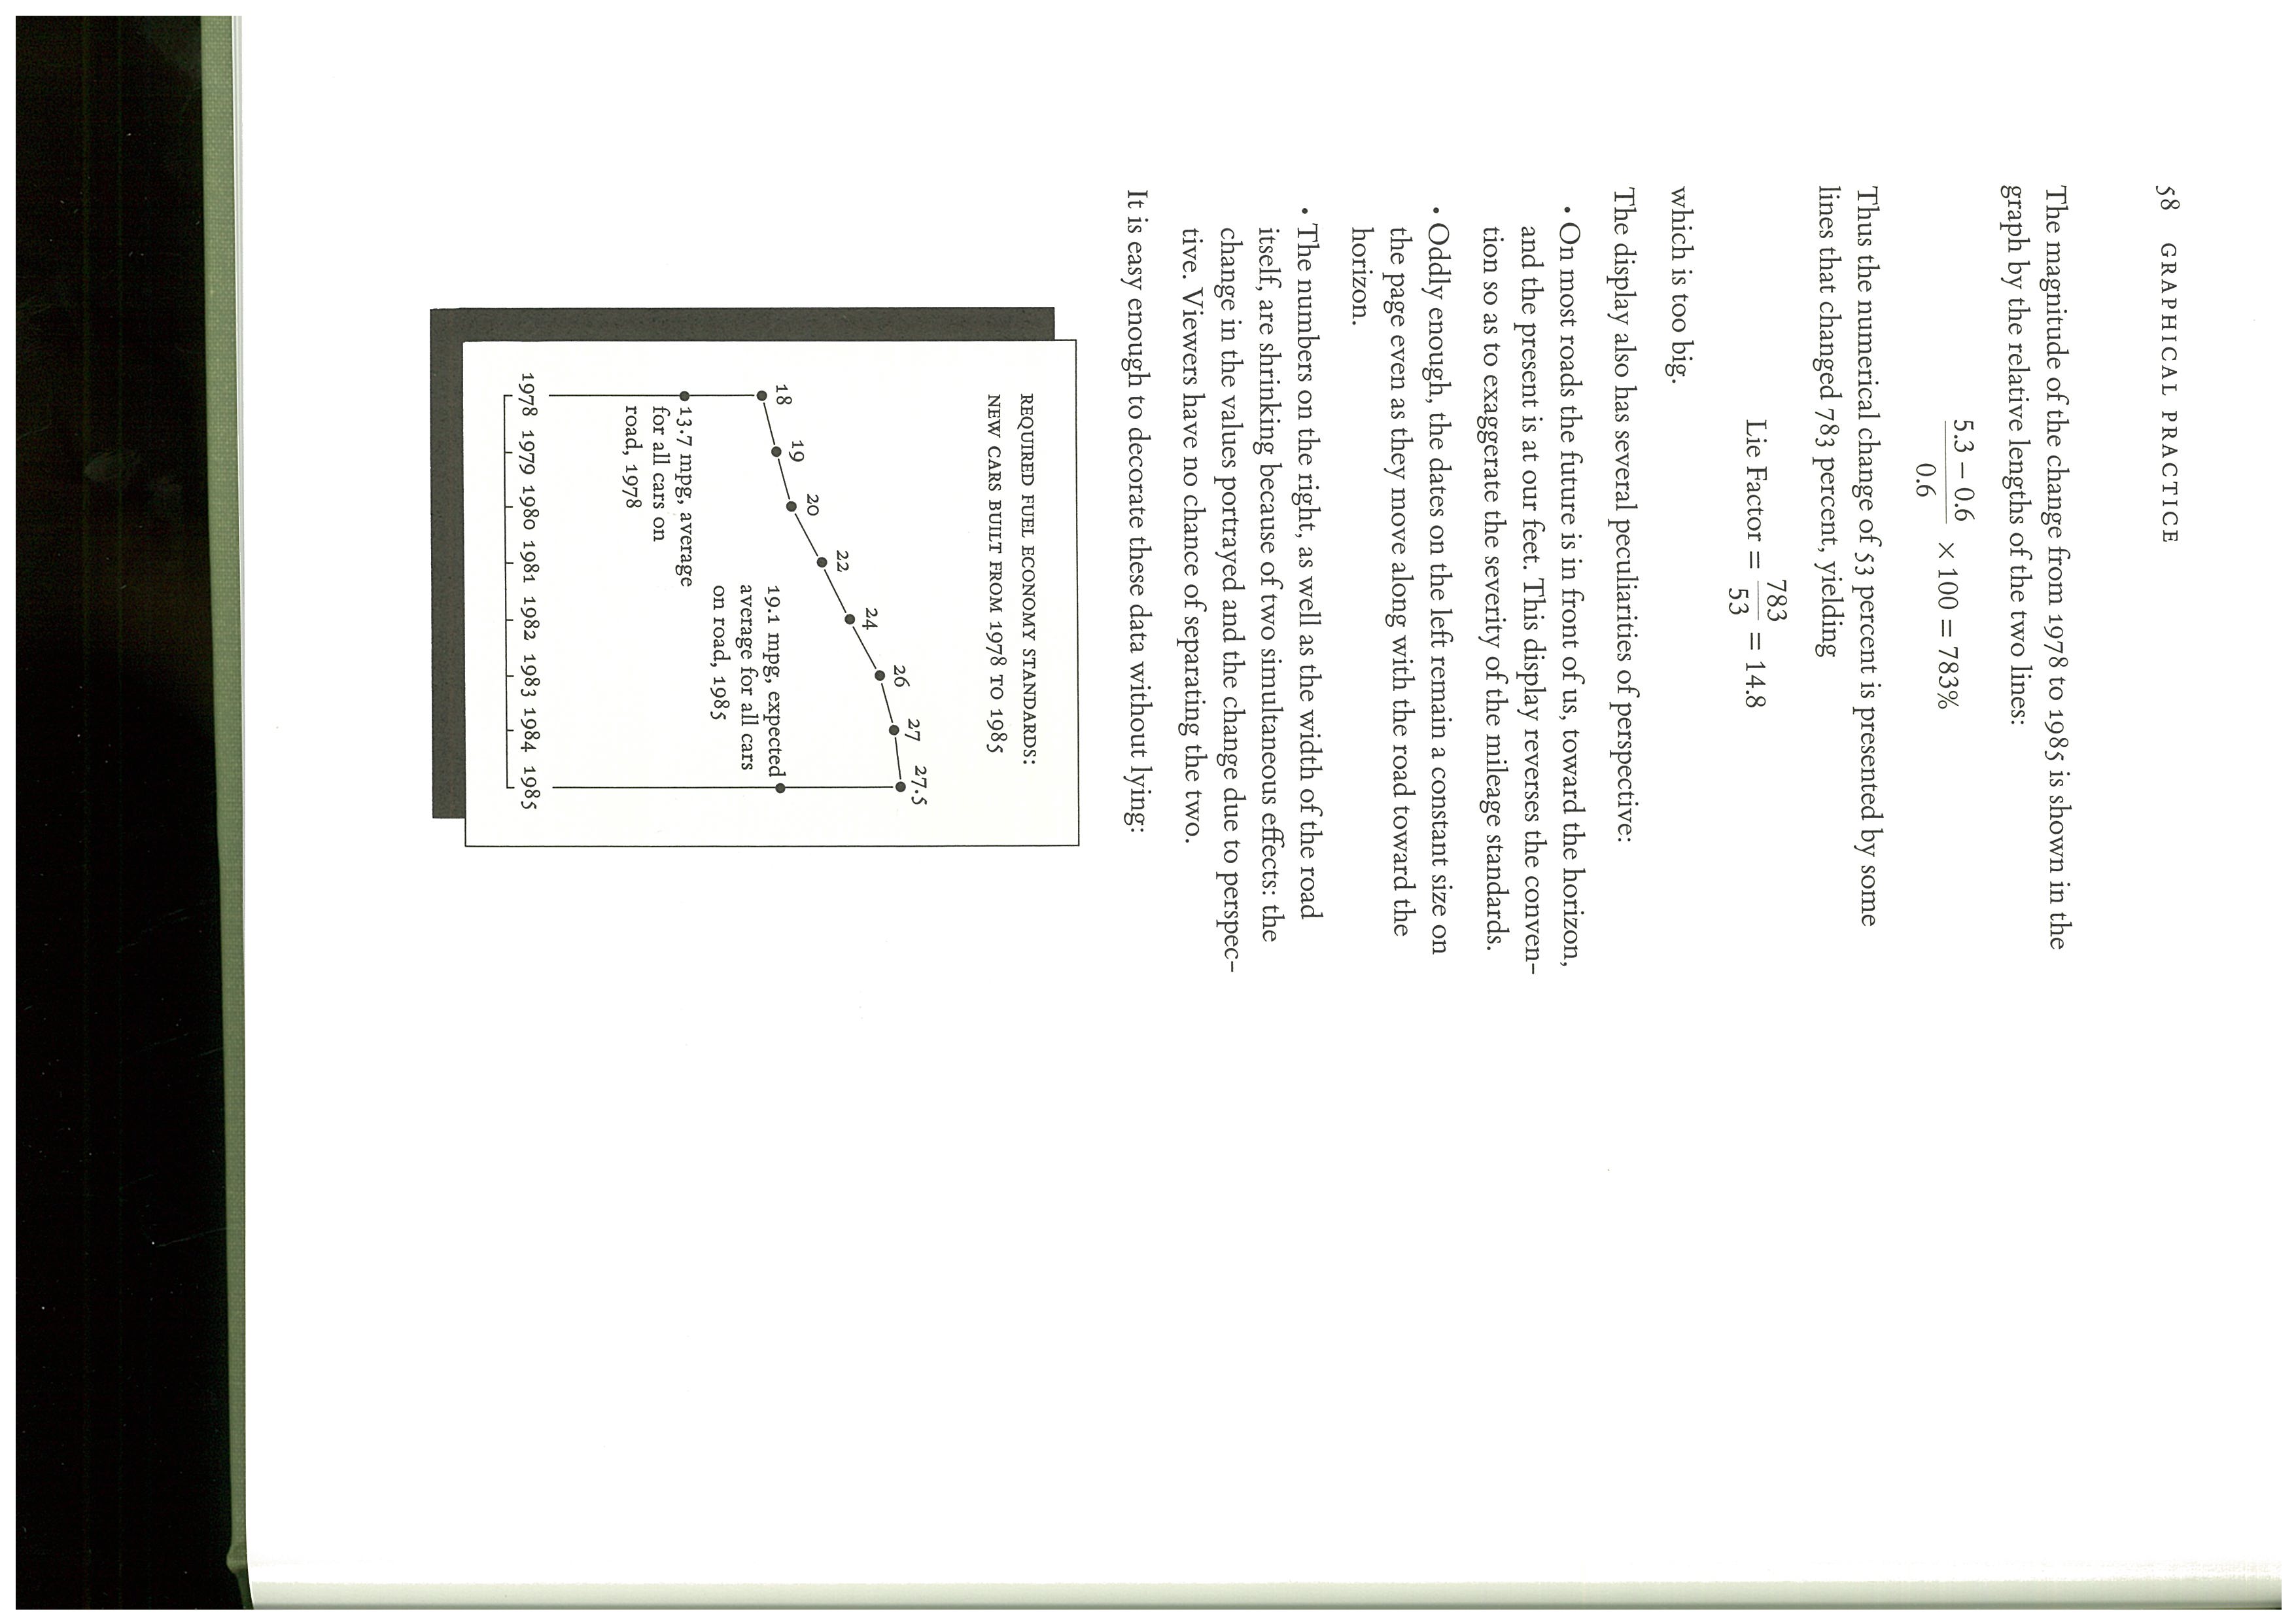 58 GRAPHICAL PRACTICE
The magnitude of the change from 1978 to 1985 is shown in the
graph by the relative lengths of the two lines:
5.3 – 0.6
0.6
× 100 = 783%
Thus the numerical change of 53 percent is presented by some
lines that changed 783 percent, yielding
Lie Factor = 783
53
= 14.8
which is too big.
The display also has several peculiarities of perspective:
• On most roads the future is in front of us, toward the horizon,
and the present is at our feet. This display reverses the conven-
tion so as to exaggerate the severity of the mileage standards.
• Oddly enough, the dates on the left remain a constant size on
the page even as they move along with the road toward the
horizon.
• The numbers on the right, as well as the width of the road
itself, are shrinking because of two simultaneous effects: the
change in the values portrayed and the change due to perspec-
tive. Viewers have no chance of separating the two.
It is easy enough to decorate these data without lying:
REQUIRED FUEL ECONOMY STANDARDS:
NEW CARS BUILT FROM 1978 TO 1985
18 19 20 22 24 26 27 27.5
19.1 mpg, expected
average for all cars
on road, 1985
13.7 mpg, average
for all cars on
road, 1978
1978 1979 1980 1981 1982 1983 1984 1985